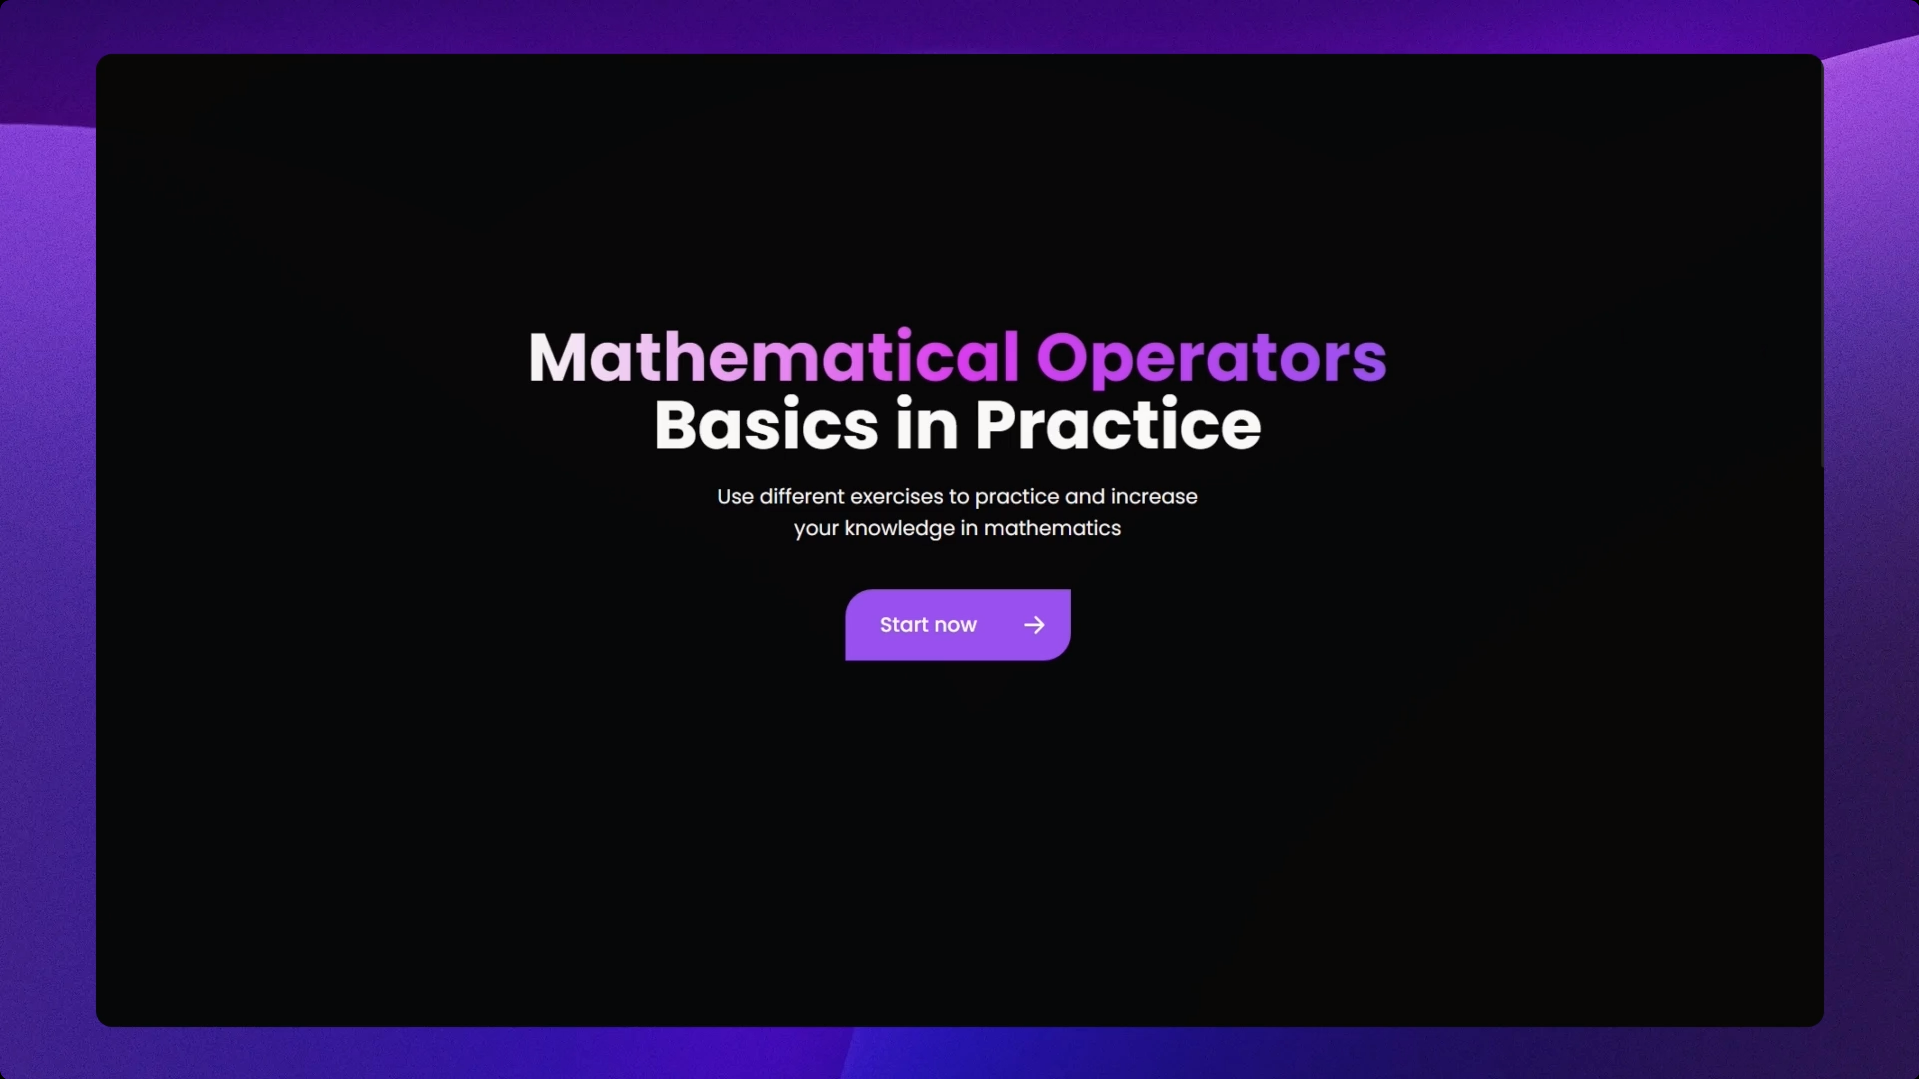 Mathematical Operators
Basics in Practice
Use different exercises to practice and increase
your knowledge in mathematics
Start now